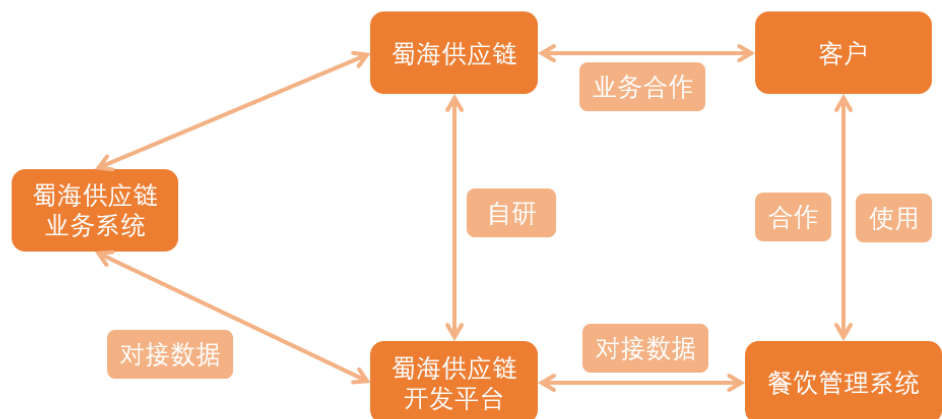 蜀海供应链
客户
业务合作
蜀海供应链
业务系统
自研
合作
使用
对接数据
对接数据
蜀海供应链
开发平台
餐饮管理系统